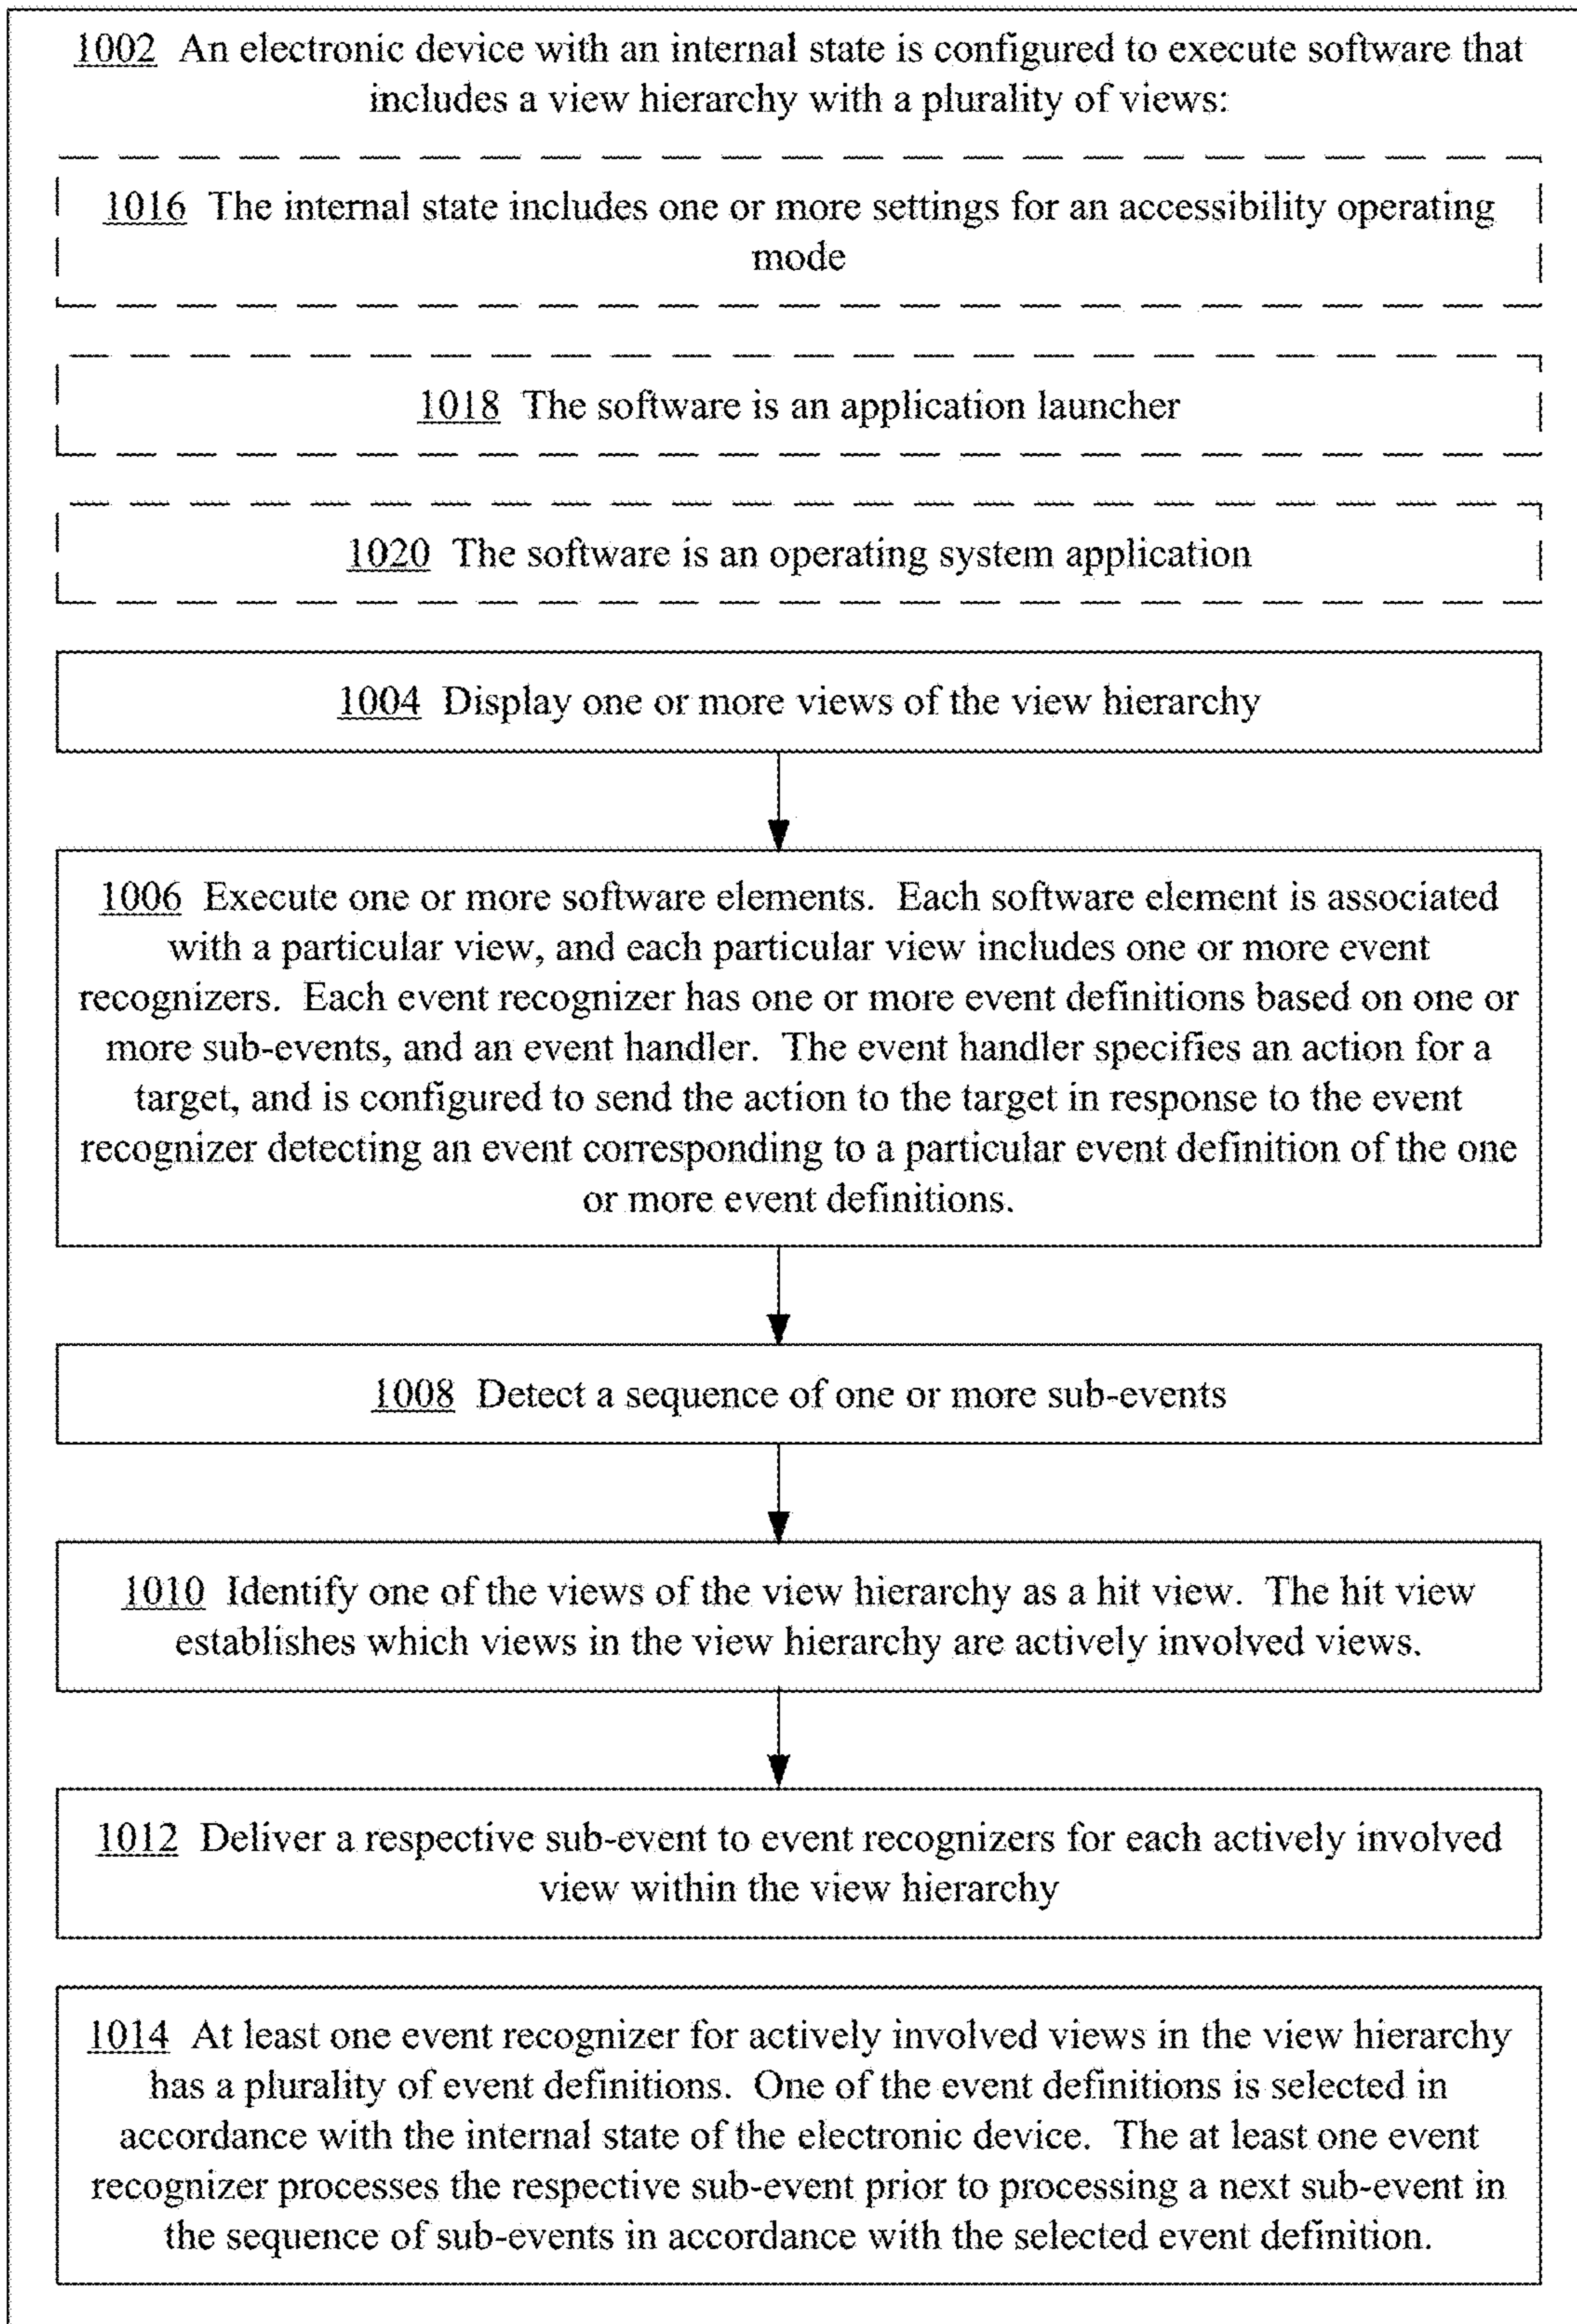 1002 An electronic device with an internal state is configured to execute software that
includes a view hierarchy with a plurality of views:
1016 The internal state includes one or more settings for an accessibility operating
mode
1018 The software is an application launcher
1020 The software is an operating system application
1004 Display one or more views of the view hierarchy
1006 Execute one or more software elements. Each software element is associated
with a particular view, and each particular view includes one or more event
recognizers. Each event recognizer has one or more event definitions based on one or
more sub-events, and an event handler. The event handler specifies an action for a
target, and is configured to send the action to the target in response to the event
recognizer detecting an event corresponding to a particular event definition of the one
or more event definitions.
1008 Detect a sequence of one or more sub-events
1010 Identify one of the views of the view hierarchy as a hit view. The hit view
establishes which views in the view hierarchy are actively involved views.
1012 Deliver a respective sub-event to event recognizers for each actively involved
view within the view hierarchy
1014 At least one event recognizer for actively involved views in the view hierarchy
has a plurality of event definitions. One of the event definitions is selected in
accordance with the internal state of the electronic device. The at least one event
recognizer processes the respective sub-event prior to processing a next sub-event in
the sequence of sub-events in accordance with the selected event definition.